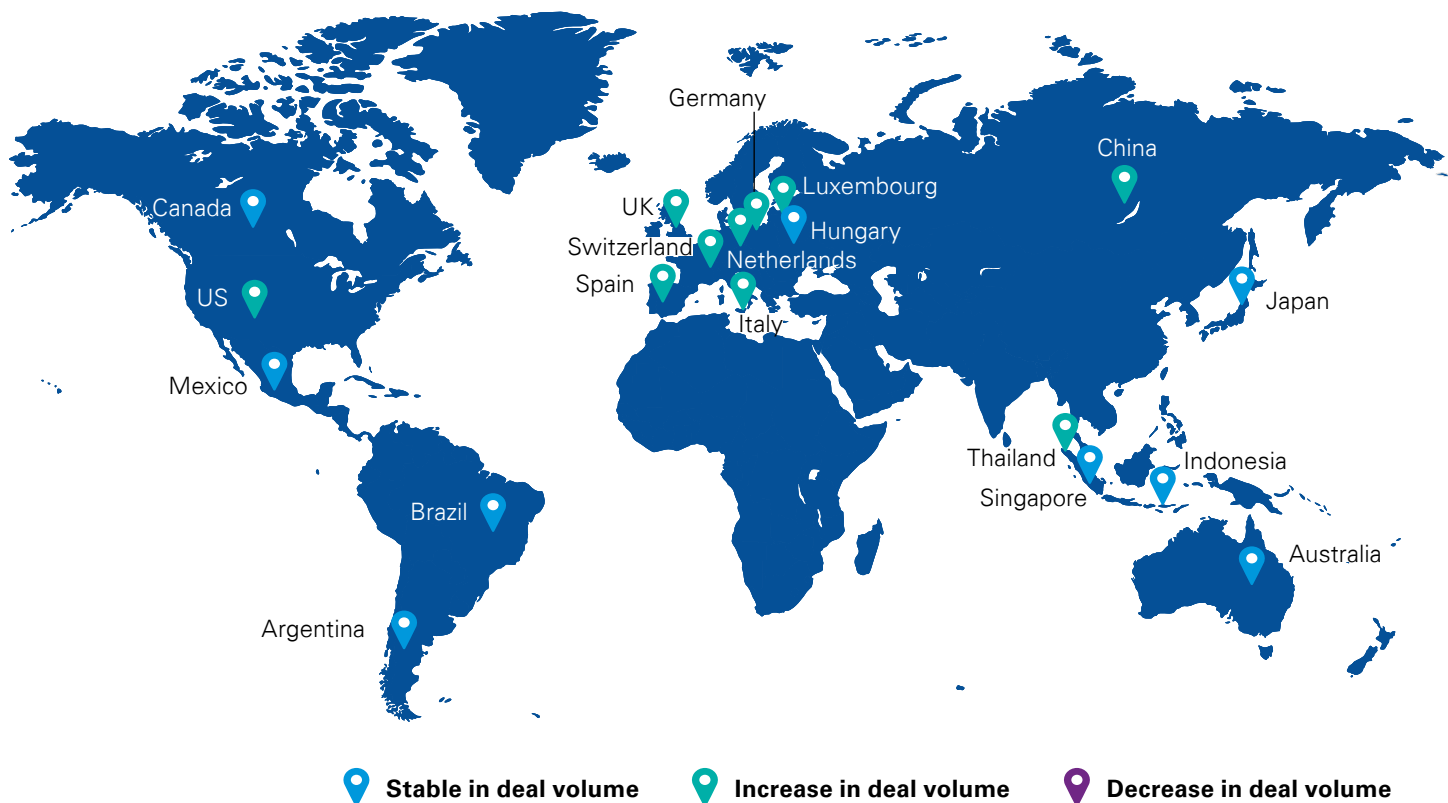 Germany
China
Luxembourg
Canada
UK
Hungary
Switzerland
Netherlands
Spain
US
Japan
Italy
Mexico
Thailand
Indonesia
Singapore
Brazil
Australia
Argentina
Stable in deal volume
Increase in deal volume
Decrease in deal volume